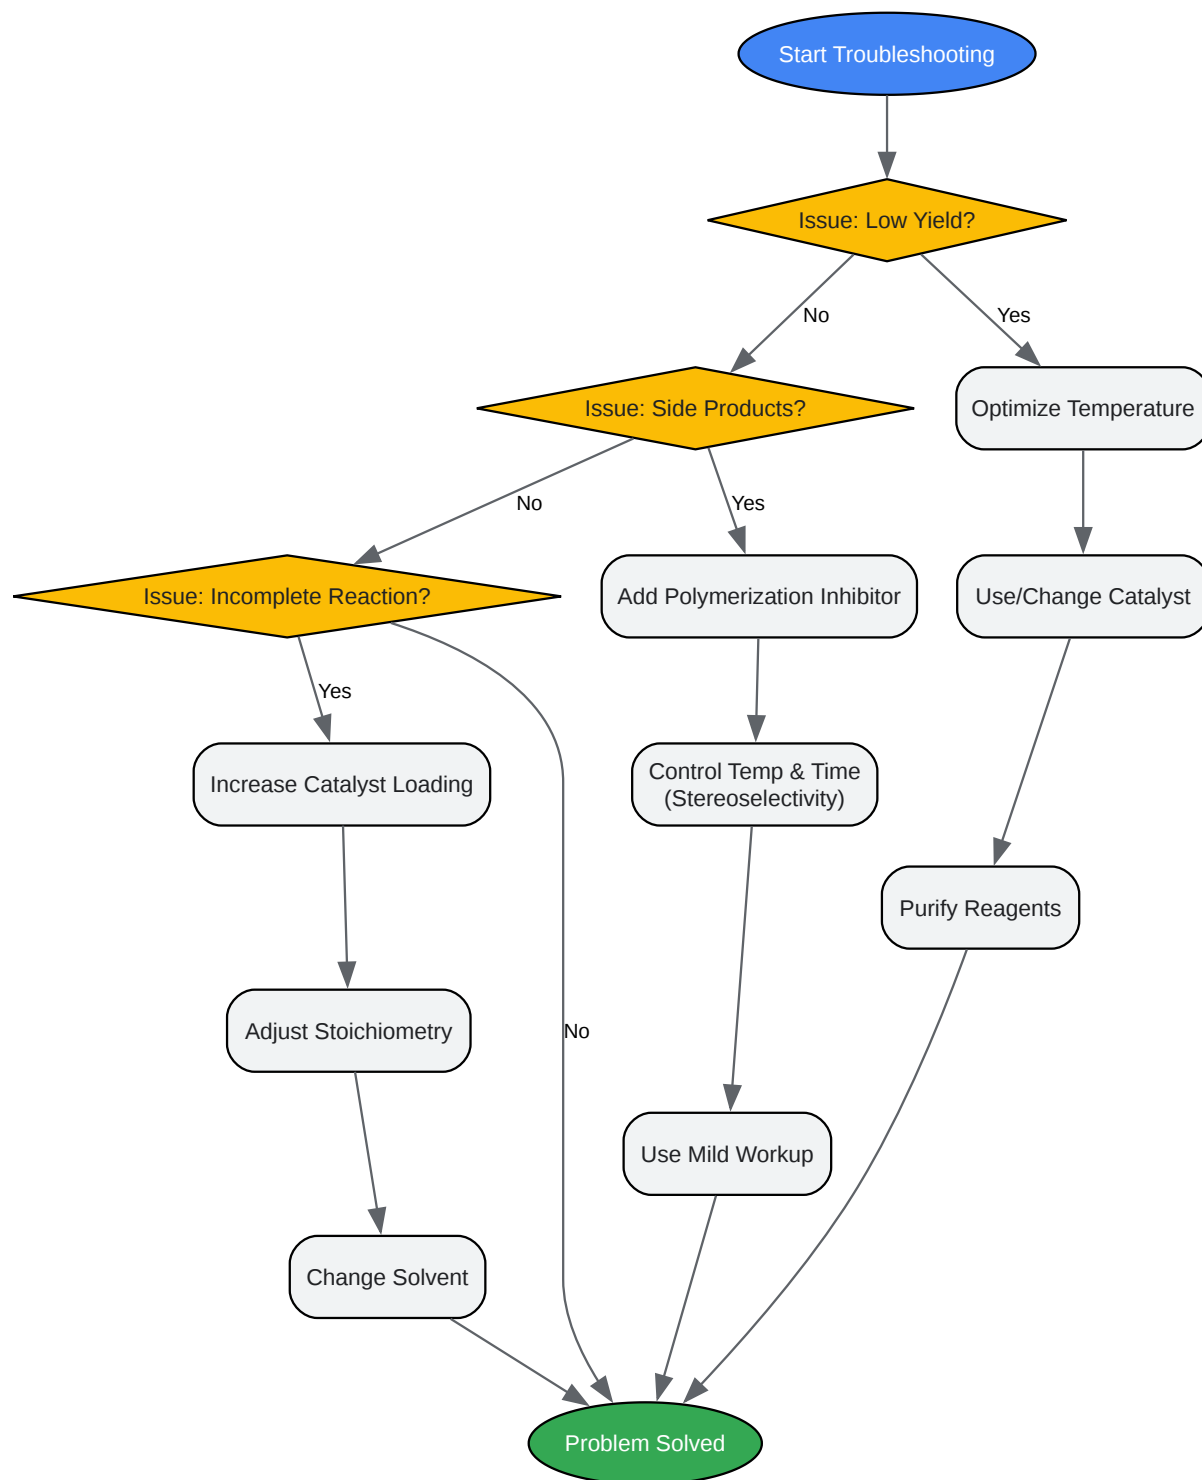 Start Troubleshooting
Issue: Low Yield?
No
Yes
Issue: Side Products?
Optimize Temperature
No
Yes
Issue: Incomplete Reaction?
Add Polymerization Inhibitor
Use/Change Catalyst
Yes
Increase Catalyst Loading
Control Temp & Time
(Stereoselectivity)
Purify Reagents
Adjust Stoichiometry
No
Use Mild Workup
Change Solvent
Problem Solved